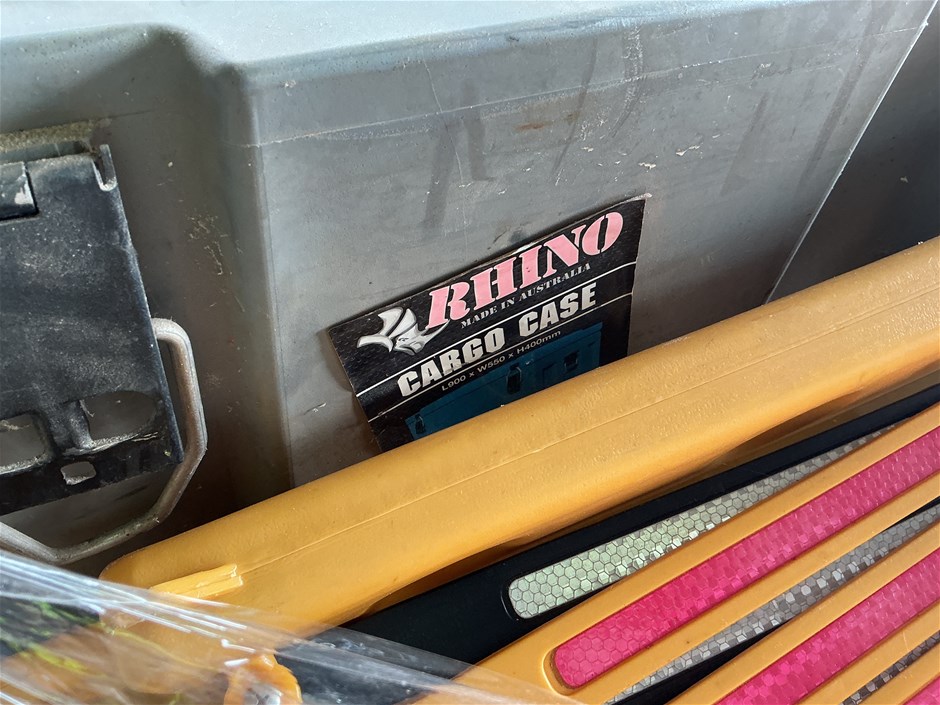 RHINO
MADE IN AUSTRALIA
CARGO CASE
L900 x W550 x H400mm